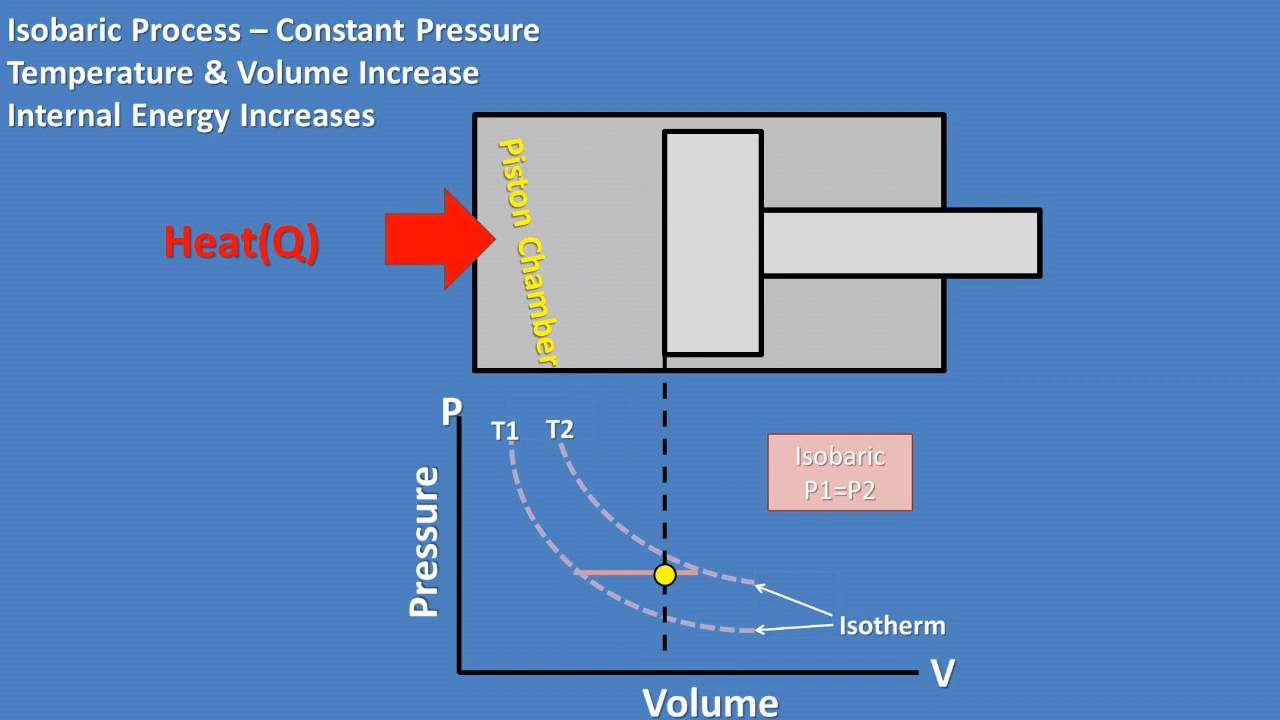 Isobaric Process – Constant Pressure
Temperature & Volume Increase
Internal Energy Increases
Piston Chamber
Heat(Q)
P
T1
T2
Isobaric
P1=P2
Pressure
Isotherm
V
Volume